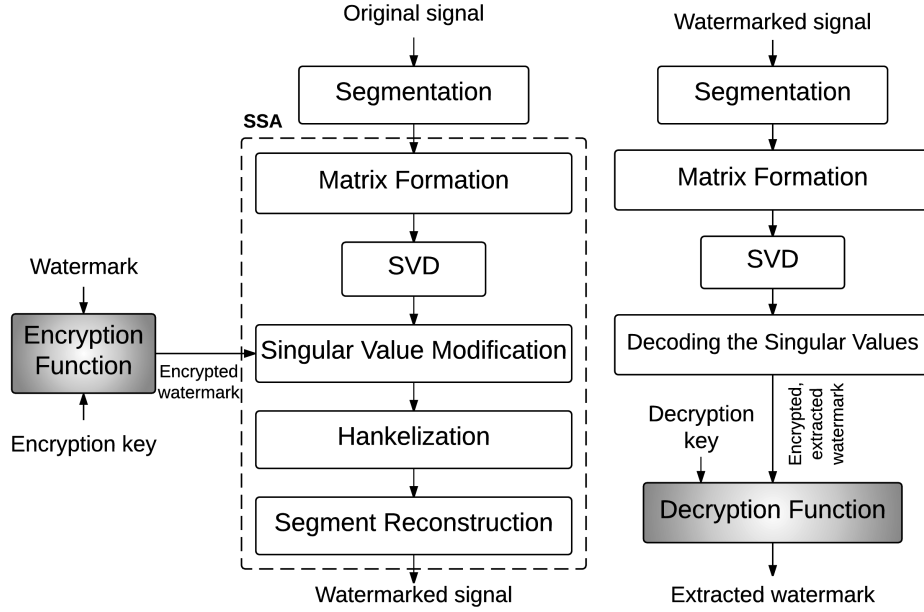 Original signal
Segmentation
SSA
Matrix Formation
SVD
Watermark
Encryption
Function
Encryption key
Encrypted
watermark
Singular Value Modification
Hankelization
Segment Reconstruction
Watermarked signal
Watermarked signal
Segmentation
Matrix Formation
SVD
Decoding the Singular Values
Decryption
key
Encrypted,
extracted
watermark
Decryption Function
Extracted watermark